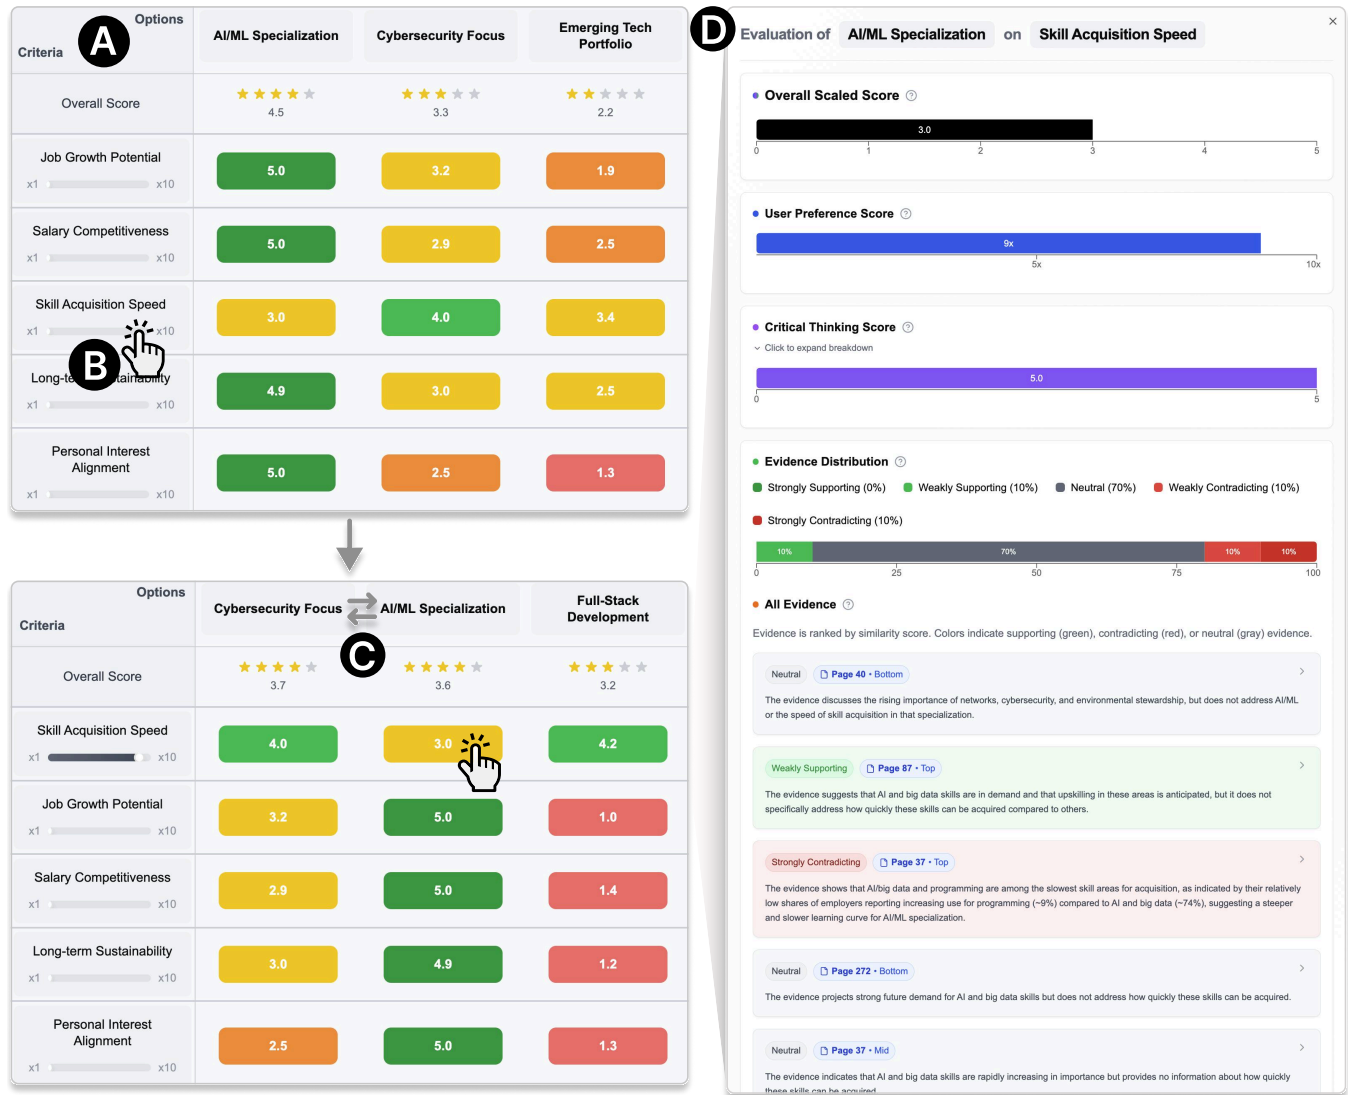 A
Options
Criteria
AI/ML Specialization
Cybersecurity Focus
Emerging Tech
Portfolio
Overall Score
4.5
3.3
2.2
Job Growth Potential
x1
x10
5.0
3.2
1.9
Salary Competitiveness
x1
x10
5.0
2.9
2.5
Skill Acquisition Speed
x1
x10
3.0
4.0
3.4
B
Long-te tainability
x1
x10
4.9
3.0
2.5
Personal Interest
Alignment
x1
x10
5.0
2.5
1.3
Options
Criteria
Cybersecurity Focus
AI/ML Specialization
Full-Stack
Development
C
Overall Score
3.7
3.6
3.2
Skill Acquisition Speed
x1
x10
4.0
3.0
4.2
Job Growth Potential
x1
x10
3.2
5.0
1.0
Salary Competitiveness
x1
x10
2.9
5.0
1.4
Long-term Sustainability
x1
x10
3.0
4.9
1.2
Personal Interest
Alignment
x1
x10
2.5
5.0
1.3
D
Evaluation of AI/ML Specialization on Skill Acquisition Speed
Overall Scaled Score
3.0
0 1 2 3 4 5
User Preference Score
9x
5x 10x
Critical Thinking Score
Click to expand breakdown
5.0
0 5
Evidence Distribution
Strongly Supporting (0%) Weakly Supporting (10%) Neutral (70%) Weakly Contradicting (10%)
Strongly Contradicting (10%)
10% 70% 10% 10%
0 25 50 75 100
All Evidence
Evidence is ranked by similarity score. Colors indicate supporting (green), contradicting (red), or neutral (gray) evidence.
Neutral Page 40 • Bottom
The evidence discusses the rising importance of networks, cybersecurity, and environmental stewardship, but does not address AI/ML
or the speed of skill acquisition in that specialization.
Weakly Supporting Page 87 • Top
The evidence suggests that AI and big data skills are in demand and that upskilling in these areas is anticipated, but it does not
specifically address how quickly these skills can be acquired compared to others.
Strongly Contradicting Page 37 • Top
The evidence shows that AI/big data and programming are among the slowest skill areas for acquisition, as indicated by their relatively
low shares of employers reporting increasing use for programming (~9%) compared to AI and big data (~74%), suggesting a steeper
and slower learning curve for AI/ML specialization.
Neutral Page 272 • Bottom
The evidence projects strong future demand for AI and big data skills but does not address how quickly these skills can be acquired.
Neutral Page 37 • Mid
The evidence indicates that AI and big data skills are rapidly increasing in importance but provides no information about how quickly
these skills can be acquired.